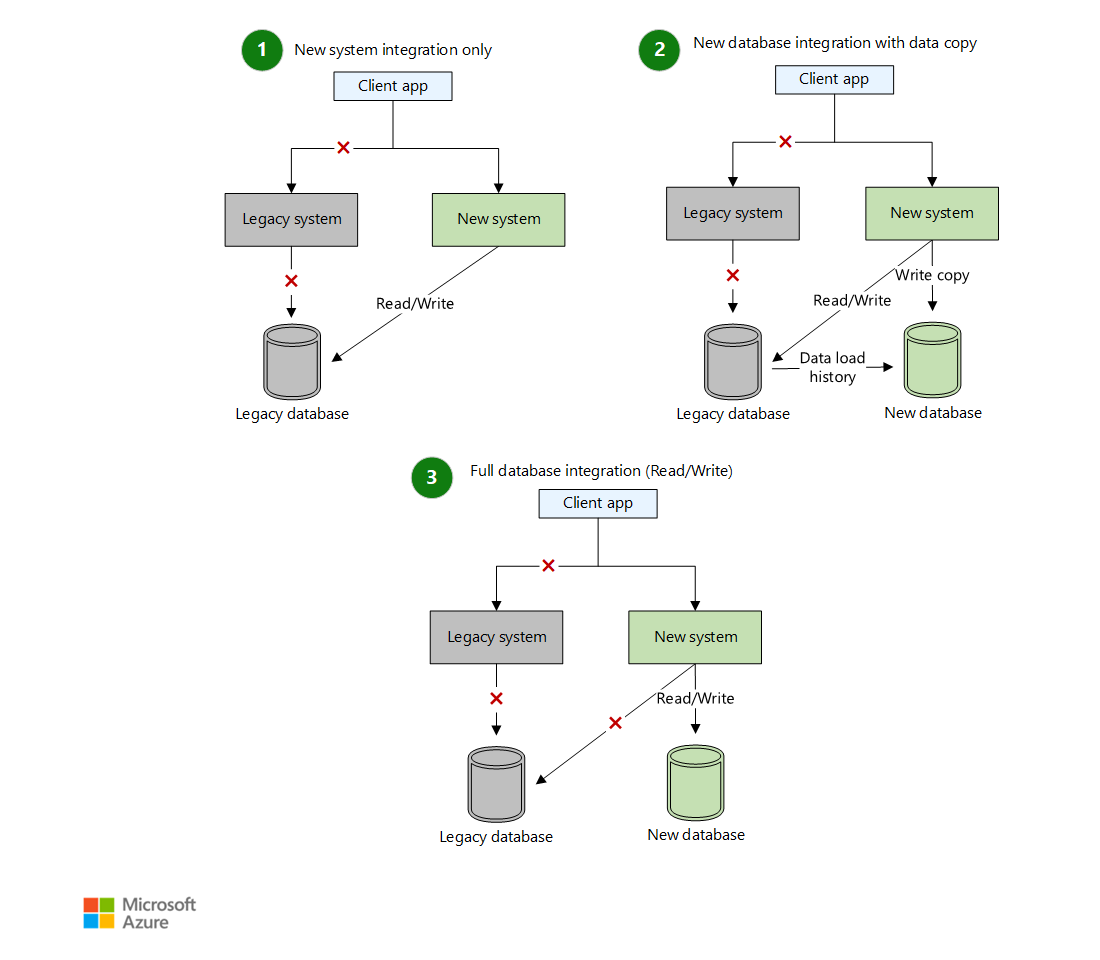 1
New system integration only
Client app
Legacy system
New system
Read/Write
Legacy database
2
New database integration with data copy
Client app
Legacy system
New system
Write copy
Read/Write
Data load
history
Legacy database
New database
3
Full database integration (Read/Write)
Client app
Legacy system
New system
Read/Write
Legacy database
New database
Microsoft
Azure